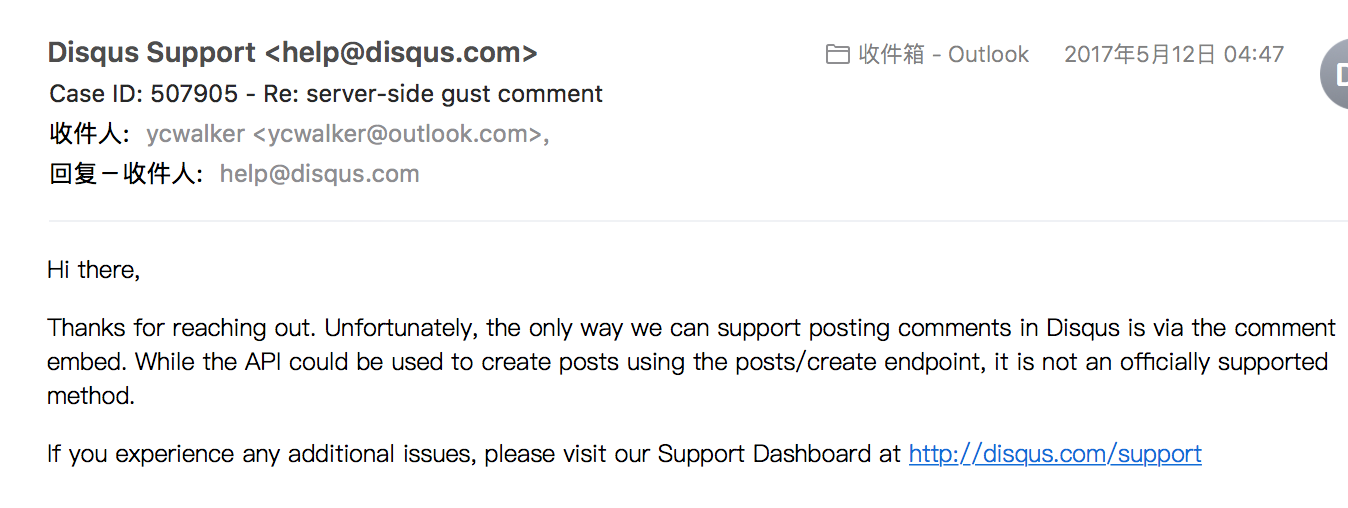 Disqus Support <help@disqus.com>
收件箱 - Outlook
2017年5月12日 04:47
D
Case ID: 507905 - Re: server-side gust comment
收件人: ycwalker <ycwalker@outlook.com>,
回复－收件人: help@disqus.com
Hi there,
Thanks for reaching out. Unfortunately, the only way we can support posting comments in Disqus is via the comment
embed. While the API could be used to create posts using the posts/create endpoint, it is not an officially supported
method.
If you experience any additional issues, please visit our Support Dashboard at http://disqus.com/support